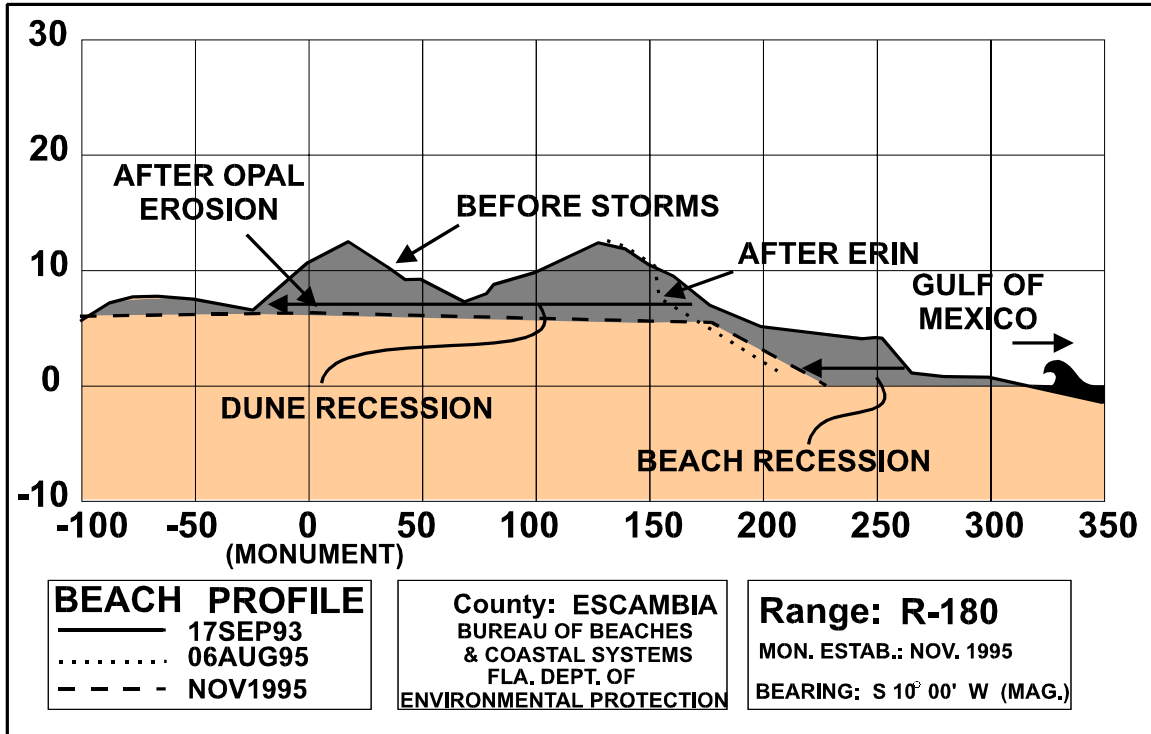 30
20
10
0
-10
AFTER OPAL
EROSION
BEFORE STORMS
AFTER ERIN
GULF OF
MEXICO
DUNE RECESSION
BEACH RECESSION
-100 -50 0 50 100 150 200 250 300 350
(MONUMENT)
BEACH PROFILE
17SEP93
06AUG95
NOV1995
County: ESCAMBIA
BUREAU OF BEACHES
& COASTAL SYSTEMS
FLA. DEPT. OF
ENVIRONMENTAL PROTECTION
Range: R-180
MON. ESTAB.: NOV. 1995
BEARING: S 10° 00' W (MAG.)